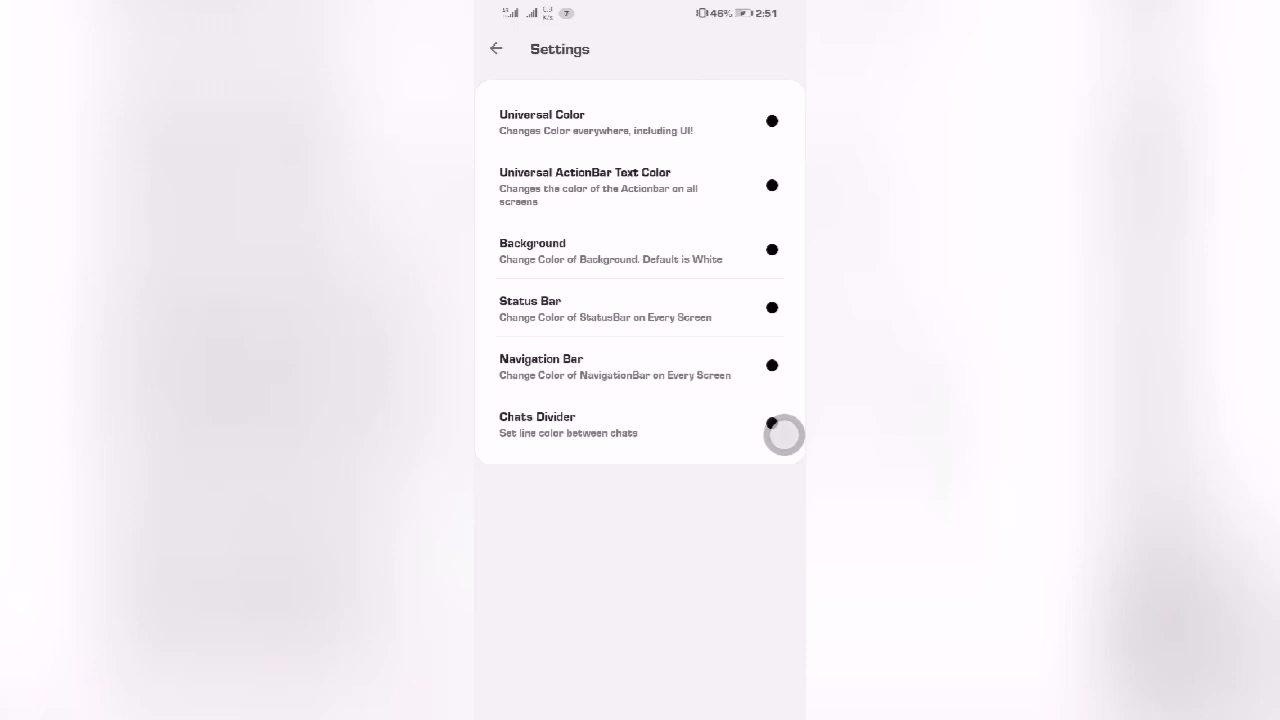 7 46% 2:51
Settings
Universal Color
Changes Color everywhere, including UI!
Universal ActionBar Text Color
Changes the color of the Actionbar on all
screens
Background
Change Color of Background. Default is White
Status Bar
Change Color of StatusBar on Every Screen
Navigation Bar
Change Color of NavigationBar on Every Screen
Chats Divider
Set line color between chats